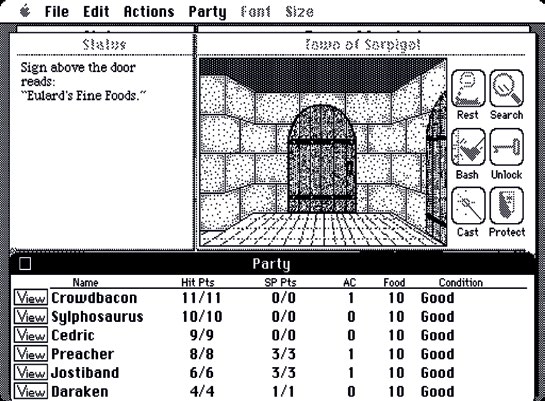 File Edit Actions Party Font Size
Status
Town of Sorpigol
Sign above the door
reads:
"Eulard's Fine Foods."
Rest Search
Bash Unlock
Cast Protect
Party
Name Hit Pts SP Pts AC Food Condition
View Crowdbacon 11/11 0/0 1 10 Good
View Sylphosaurus 10/10 0/0 0 10 Good
View Cedric 9/9 0/0 0 10 Good
View Preacher 8/8 3/3 1 10 Good
View Jostiband 6/6 3/3 1 10 Good
View Daraken 4/4 1/1 0 10 Good